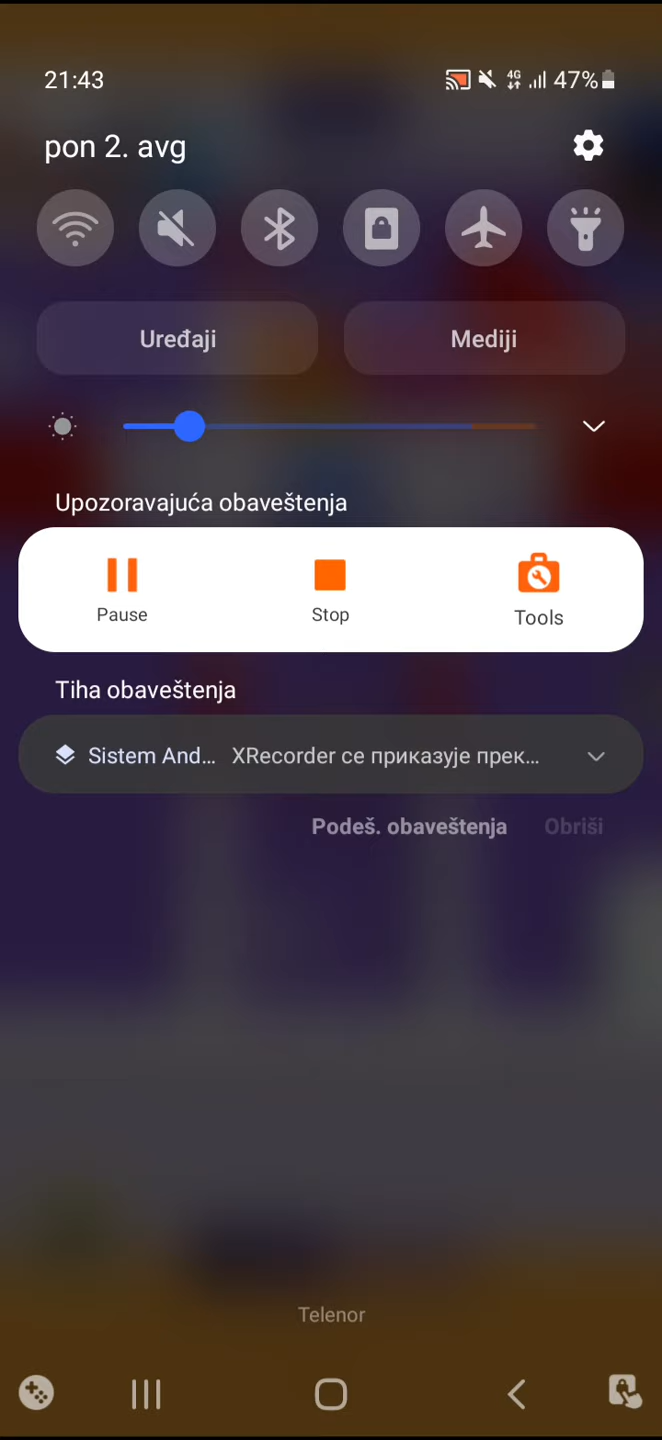 21:43
4G
47%
pon 2. avg
Uređaji
Mediji
Upozoravajuća obaveštenja
Pause
Stop
Tools
Tiha obaveštenja
Sistem And... XRecorder се приказује прек...
Podeš. obaveštenja
Obriši
Telenor